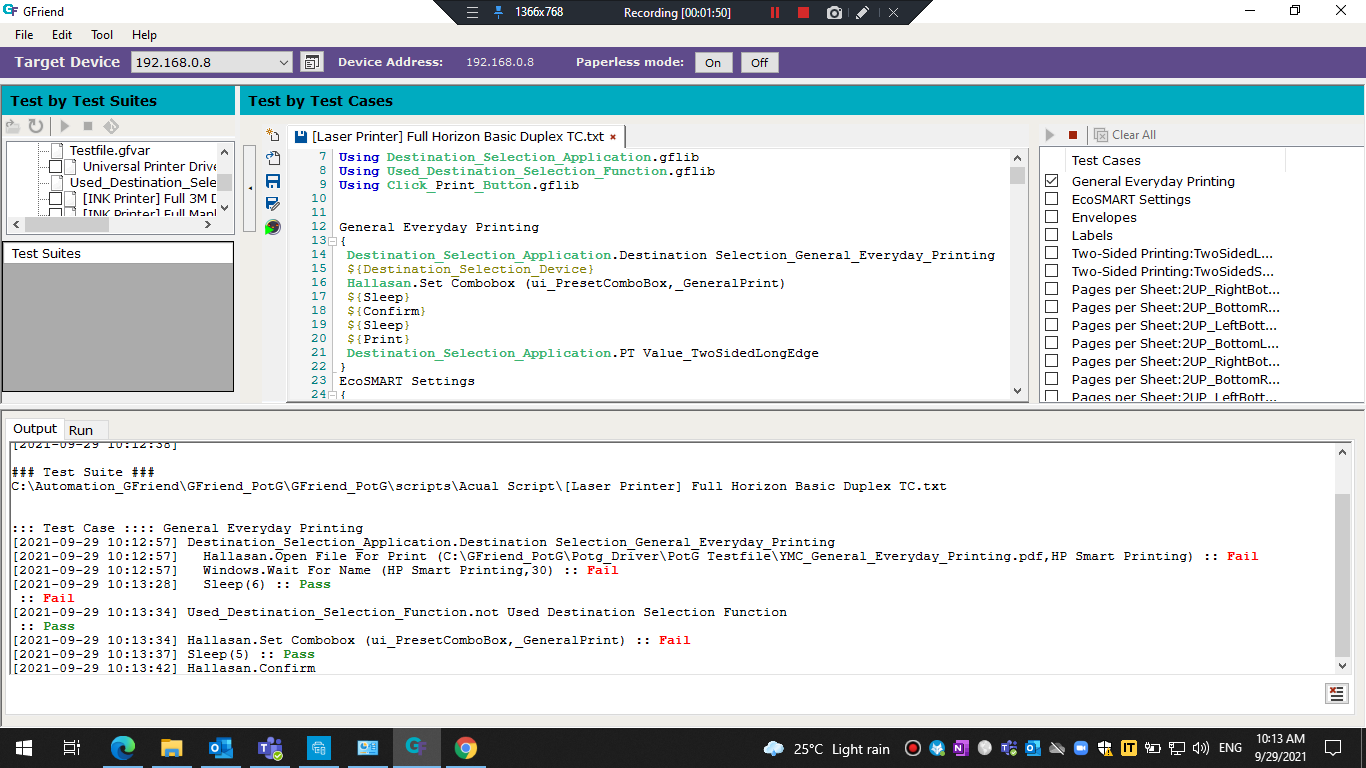 GFriend
1366x768
Recording [00:01:50]
File Edit Tool Help
Target Device 192.168.0.8 Device Address: 192.168.0.8 Paperless mode: On Off
Test by Test Suites
Test by Test Cases
Testfile.gfvar
Universal Printer Drive
Used_Destination_Sele
[INK Printer] Full 3M D
[INK Printer] Full Manl
Test Suites
[Laser Printer] Full Horizon Basic Duplex TC.txt
7 Using Destination_Selection_Application.gflib
8 Using Used_Destination_Selection_Function.gflib
9 Using Click_Print_Button.gflib
10
11
12 General Everyday Printing
13 {
14 Destination_Selection_Application.Destination Selection_General_Everyday_Printing
15 ${Destination_Selection_Device}
16 Hallasan.Set Combobox (ui_PresetComboBox,_GeneralPrint)
17 ${Sleep}
18 ${Confirm}
19 ${Sleep}
20 ${Print}
21 Destination_Selection_Application.PT Value_TwoSidedLongEdge
22 }
23 EcoSMART Settings
24 {
Clear All
Test Cases
General Everyday Printing
EcoSMART Settings
Envelopes
Labels
Two-Sided Printing:TwoSidedL...
Two-Sided Printing:TwoSidedS...
Pages per Sheet:2UP_RightBot...
Pages per Sheet:2UP_BottomR...
Pages per Sheet:2UP_LeftBott...
Pages per Sheet:2UP_BottomL...
Pages per Sheet:2UP_RightBot...
Pages per Sheet:2UP_BottomR...
Pages per Sheet:2UP_LeftBott...
Output Run
[2021-09-29 10:12:38]
### Test Suite ###
C:\Automation_GFriend\GFriend_PotG\GFriend_PotG\scripts\Acual Script\[Laser Printer] Full Horizon Basic Duplex TC.txt
::: Test Case :::: General Everyday Printing
[2021-09-29 10:12:57] Destination_Selection_Application.Destination Selection_General_Everyday_Printing
[2021-09-29 10:12:57] Hallasan.Open File For Print (C:\GFriend_PotG\Potg_Driver\PotG Testfile\YMC_General_Everyday_Printing.pdf,HP Smart Printing) :: Fail
[2021-09-29 10:12:57] Windows.Wait For Name (HP Smart Printing,30) :: Fail
[2021-09-29 10:13:28] Sleep(6) :: Pass
:: Fail
[2021-09-29 10:13:34] Used_Destination_Selection_Function.not Used Destination Selection Function
:: Pass
[2021-09-29 10:13:34] Hallasan.Set Combobox (ui_PresetComboBox,_GeneralPrint) :: Fail
[2021-09-29 10:13:37] Sleep(5) :: Pass
[2021-09-29 10:13:42] Hallasan.Confirm
25°C Light rain
IT
ENG
10:13 AM
9/29/2021